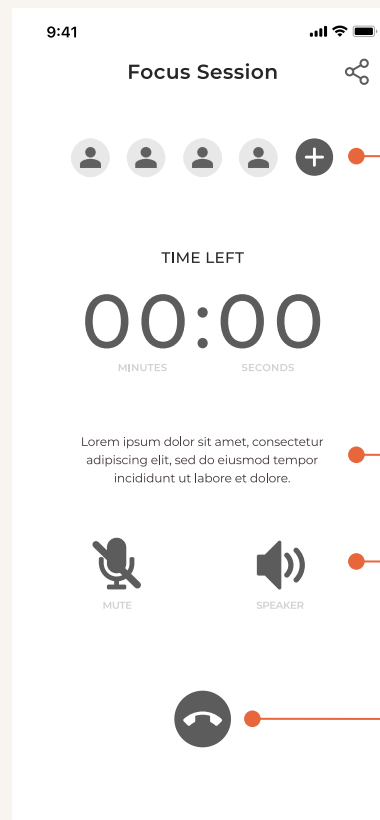 9:41
Focus Session
TIME LEFT
00:00
MINUTES SECONDS
Lorem ipsum dolor sit amet, consectetur
adipiscing elit, sed do eiusmod tempor
incididunt ut labore et dolore.
MUTE SPEAKER